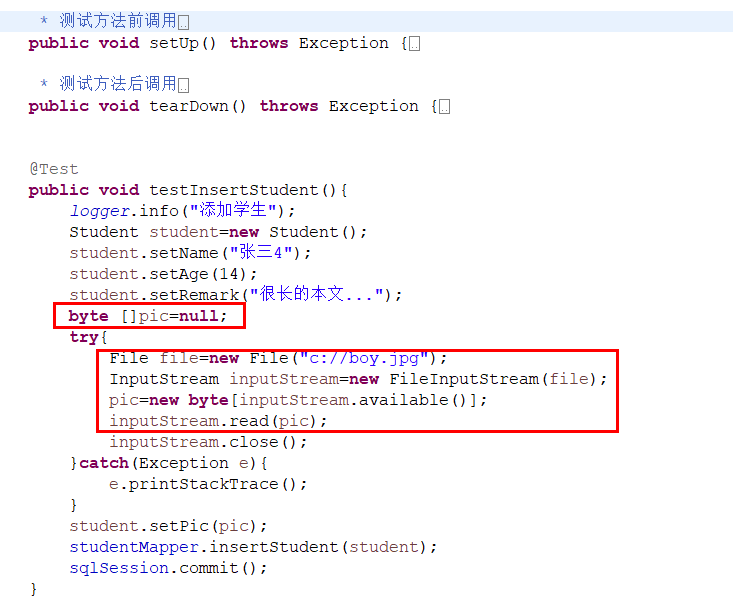 * 测试方法前调用..
public void setUp() throws Exception {..
* 测试方法后调用..
public void tearDown() throws Exception {..
@Test
public void testInsertStudent(){
logger.info("添加学生");
Student student=new Student();
student.setName("张三4");
student.setAge(14);
student.setRemark("很长的本文...");
byte []pic=null;
try{
File file=new File("c://boy.jpg");
InputStream inputStream=new FileInputStream(file);
pic=new byte[inputStream.available()];
inputStream.read(pic);
inputStream.close();
}catch(Exception e){
e.printStackTrace();
}
student.setPic(pic);
studentMapper.insertStudent(student);
sqlSession.commit();
}